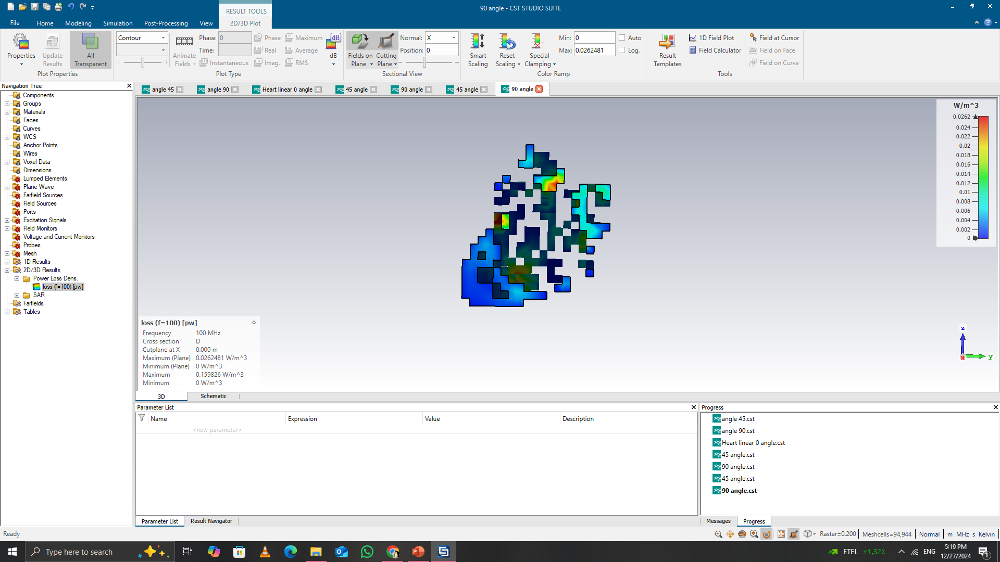 90 angle - CST STUDIO SUITE
RESULT TOOLS
File Home Modeling Simulation Post-Processing View 2D/3D Plot
Properties
Update Results
All Transparent
Plot Properties
Contour
Animate Fields
Phase: 0
Time:
Phase Maximum
Real Average
Instantaneous Imag. RMS
dB
dB
Plot Type
Fields on Plane
Cutting Plane
Normal: X
Position: 0
Sectional View
Smart Scaling
Reset Scaling
Special Clamping
Min: 0 Auto
Max: 0.0262481 Log.
Color Ramp
Result Templates
1D Field Plot
Field Calculator
Field at Cursor
Field on Face
Field on Curve
Tools
Navigation Tree
Components
Groups
Materials
Faces
Curves
WCS
Anchor Points
Wires
Voxel Data
Dimensions
Lumped Elements
Plane Wave
Farfield Sources
Field Sources
Ports
Excitation Signals
Field Monitors
Voltage and Current Monitors
Probes
Mesh
1D Results
2D/3D Results
Power Loss Dens.
loss (f=100) [pw]
SAR
Farfields
Tables
angle 45 angle 90 Heart linear 0 angle 45 angle 90 angle 45 angle 90 angle
W/m^3
0.0262
0.024
0.022
0.02
0.018
0.016
0.014
0.012
0.01
0.008
0.006
0.004
0.002
0
z
y
x
loss (f=100) [pw]
Frequency 100 MHz
Cross section D
Cutplane at X 0.000 m
Maximum (Plane) 0.0262481 W/m^3
Minimum (Plane) 0 W/m^3
Maximum 0.159826 W/m^3
Minimum 0 W/m^3
3D Schematic
Parameter List
Name Expression Value Description
<new parameter>
Parameter List Result Navigator
Progress
angle 45.cst
angle 90.cst
Heart linear 0 angle.cst
45 angle.cst
90 angle.cst
45 angle.cst
90 angle.cst
Messages Progress
Ready
Raster=0.200 Meshcells=94,944 Normal m MHz s Kelvin
Type here to search
ETEL +1,32%
ENG
5:19 PM
12/27/2024
1